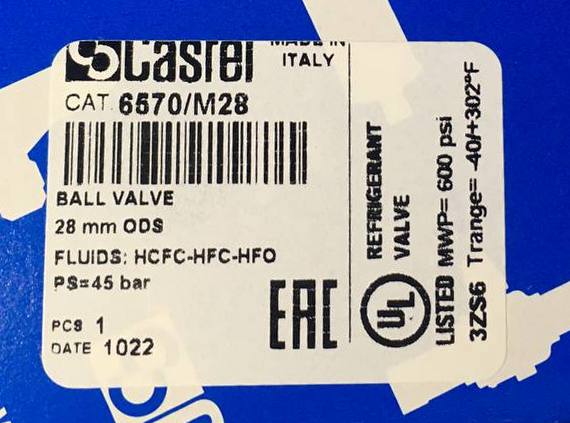 Castel
MADE IN
ITALY
CAT. 6570/M28
BALL VALVE
28 mm ODS
FLUIDS: HCFC-HFC-HFO
PS=45 bar
PCS 1
DATE 1022
EAC
REFRIGERANT
VALVE
UL
LISTED MWP= 600 psi
3ZS6 Trange= -40/+302°F